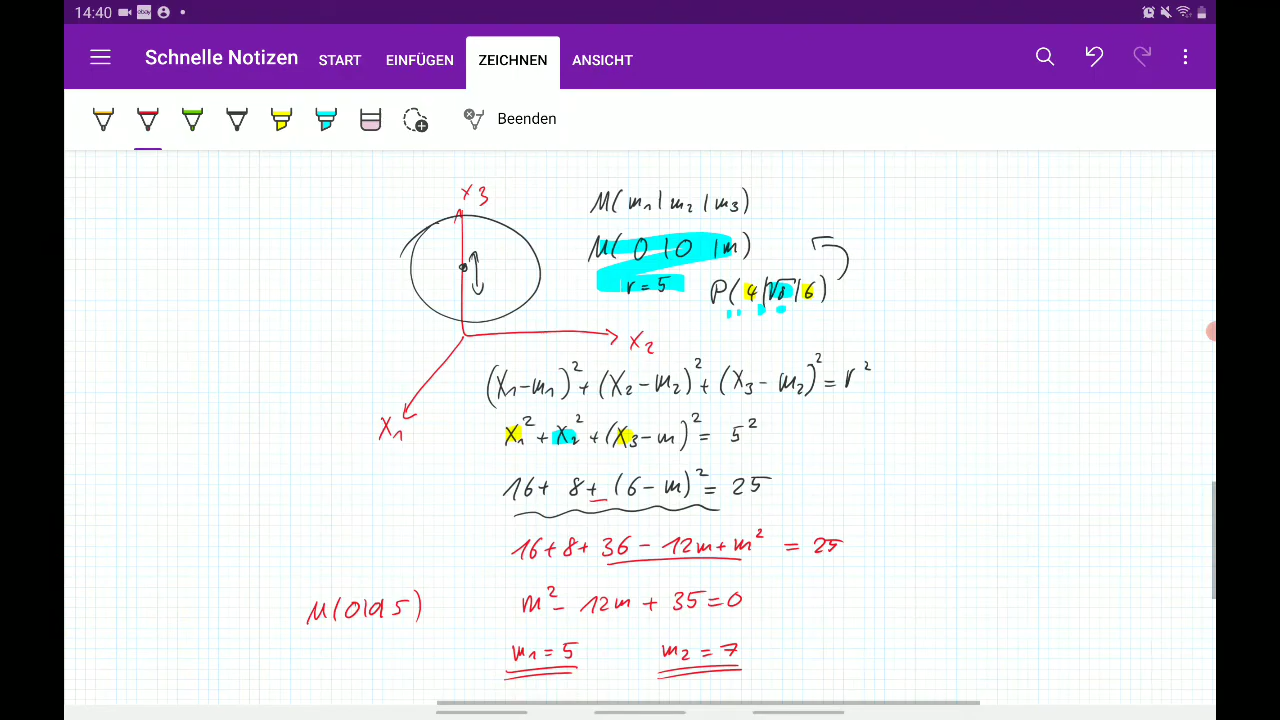 14:40
ebay
Schnelle Notizen START EINFÜGEN ZEICHNEN ANSICHT
Beenden
x3
M(m₁|m₂|m₃)
M(0|0|m)
r = 5
P(4|√8|6)
x₂
x₁
(x₁-m₁)² + (x₂-m₂)² + (x₃-m₂)² = r²
x₁² + x₂² + (x₃-m)² = 5²
16 + 8 + (6-m)² = 25
16 + 8 + 36 - 12m + m² = 25
m² - 12m + 35 = 0
M(0|0|5)
m₁ = 5 m₂ = 7